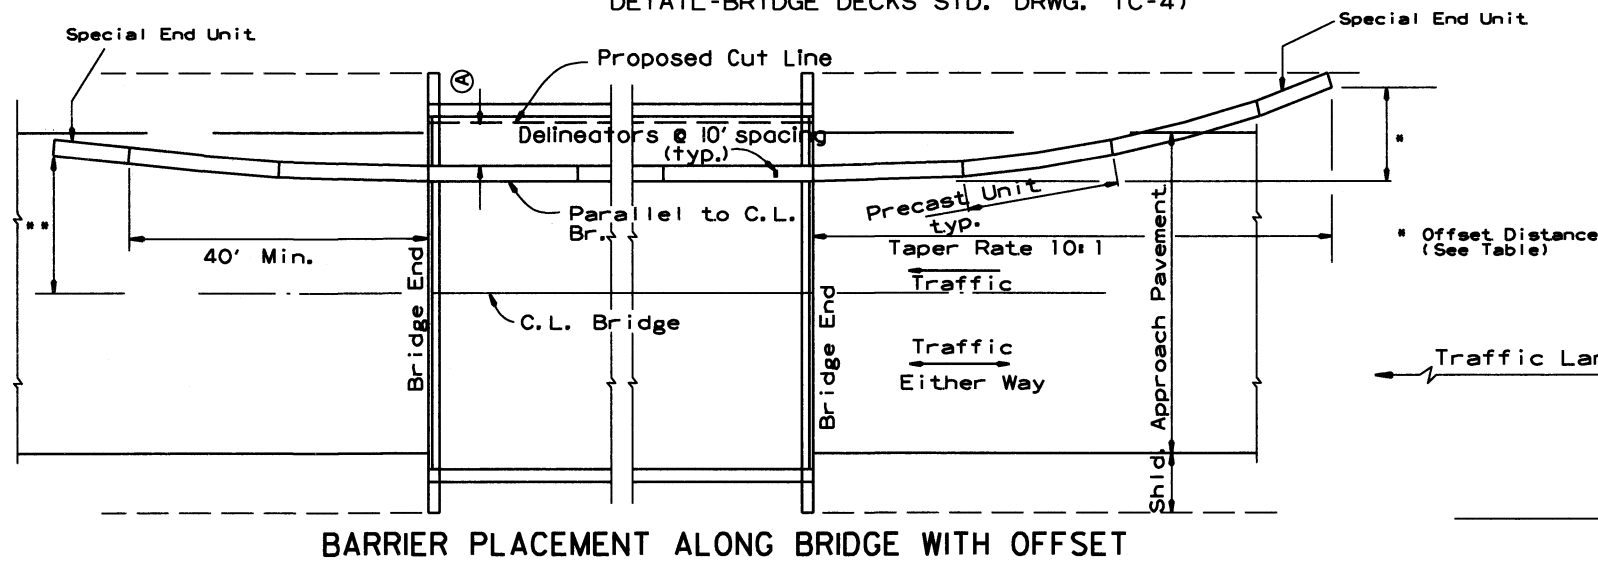 DETAIL-BRIDGE DECKS STD. DRWG. TC-4)
Special End Unit
Special End Unit
Proposed Cut Line
A
Delineators @ 10' spacing
(typ.)
*
**
Precast Unit
typ.
Parallel to C.L.
Br.
40' Min.
Taper Rate 10:1
* Offset Distance
(See Table)
Traffic
C.L. Bridge
Bridge End
Bridge End
Traffic
Either Way
Shld. Approach Pavement
Traffic Lan
BARRIER PLACEMENT ALONG BRIDGE WITH OFFSET